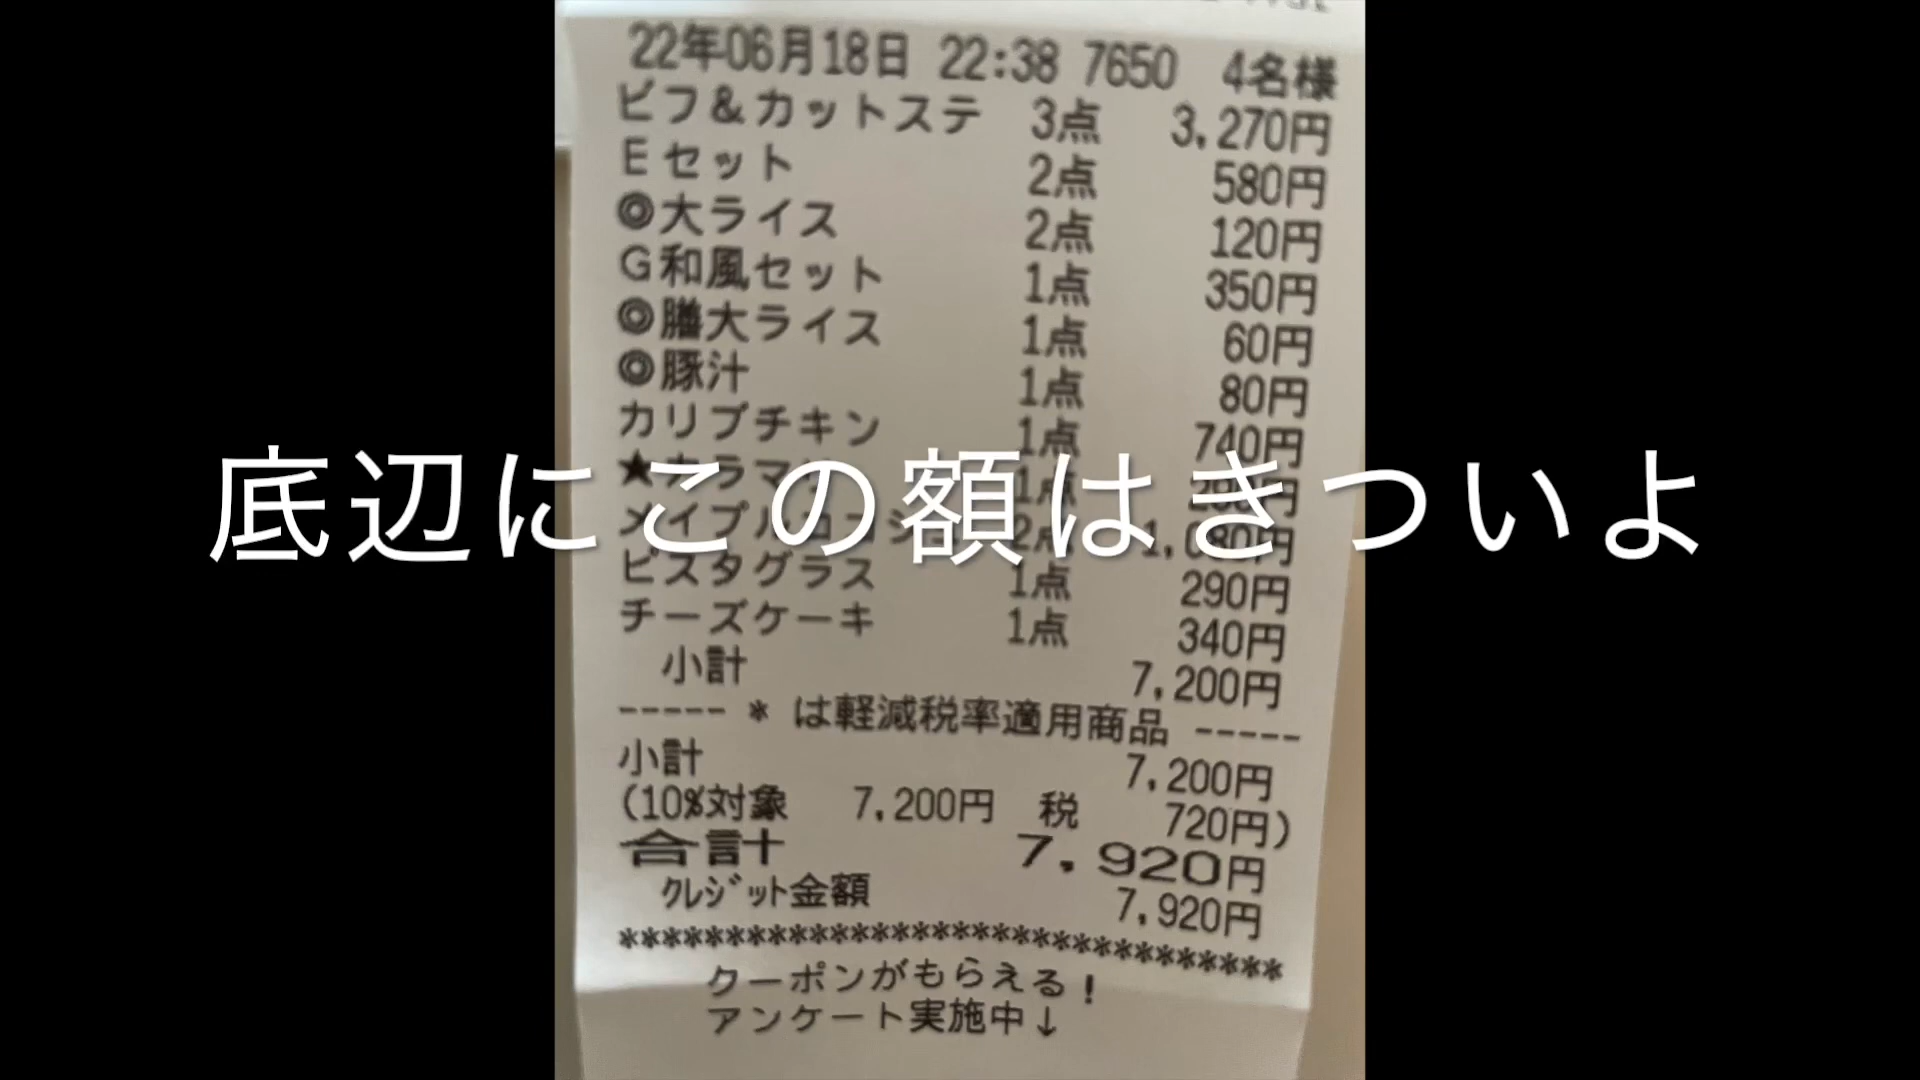 22年06月18日 22:38 7650 4名様
ビフ&カットステ 3点 3,270円
Eセット 2点 580円
◎大ライス 2点 120円
G和風セット 1点 350円
◎膳大ライス 1点 60円
◎豚汁 1点 80円
カリブチキン 1点 740円
底辺にこの額はきついよ
ピスタグラス 1点 290円
チーズケーキ 1点 340円
小計 7,200円
----- * は軽減税率適用商品 -----
小計 7,200円
(10%対象 7,200円 税 720円)
合計 7,920円
クレジット金額 7,920円
********************************
クーポンがもらえる!
アンケート実施中↓